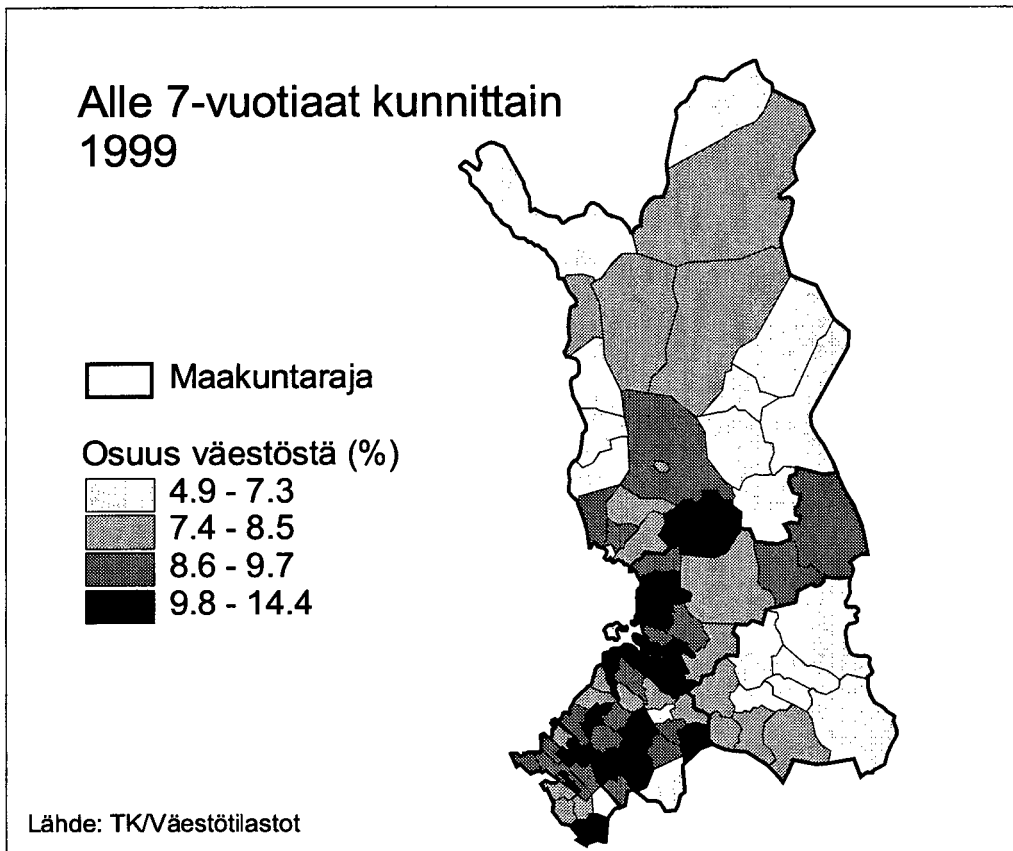 Alle 7-vuotiaat kunnittain
1999
Maakuntaraja
Osuus väestöstä (%)
4.9 - 7.3
7.4 - 8.5
8.6 - 9.7
9.8 - 14.4
Lähde: TK/Väestötilastot